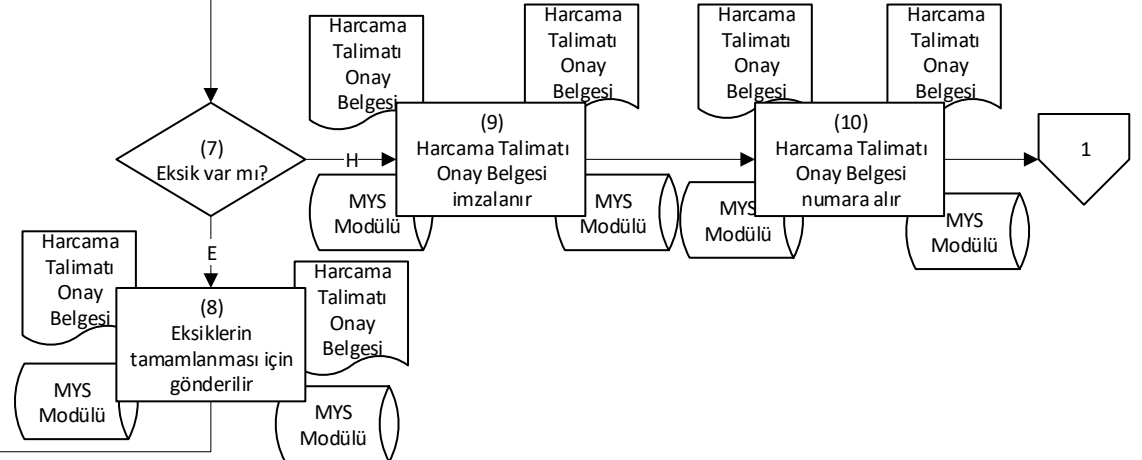 Harcama
Talimatı
Onay
Belgesi
Harcama
Talimatı
Onay
Belgesi
Harcama
Talimatı
Onay
Belgesi
Harcama
Talimatı
Onay
Belgesi
(7)
Eksik var mı?
H
(9)
Harcama Talimatı
Onay Belgesi
imzalanır
(10)
Harcama Talimatı
Onay Belgesi
numara alır
1
MYS
Modülü
MYS
Modülü
MYS
Modülü
MYS
Modülü
E
Harcama
Talimatı
Onay
Belgesi
(8)
Eksiklerin
tamamlanması için
gönderilir
Harcama
Talimatı
Onay
Belgesi
MYS
Modülü
MYS
Modülü